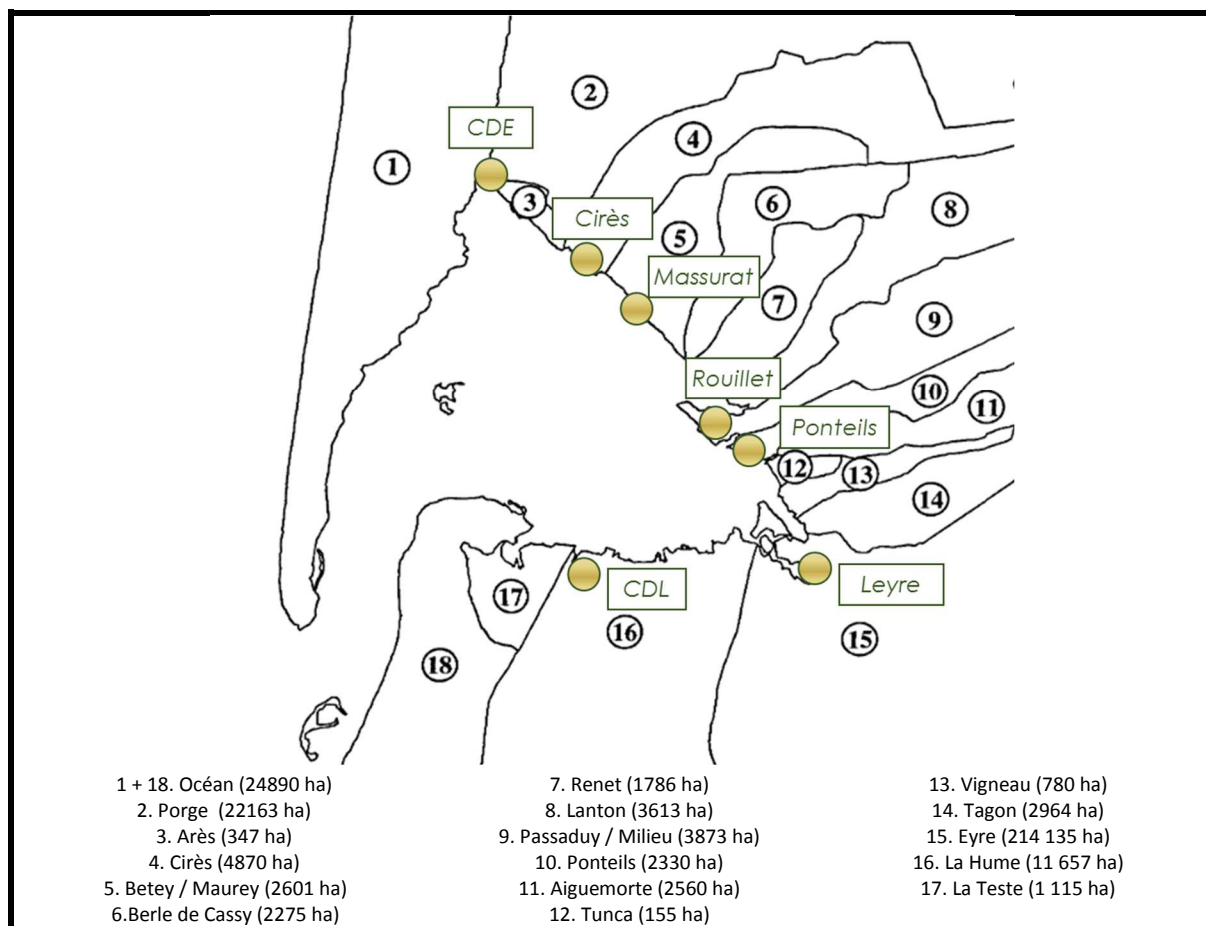 2
CDE
4
1
3
6
Cirès
8
5
Massurat
7
9
Rouillet
10
11
Ponteils
12
13
14
17
CDL
Leyre
16
15
18
1 + 18. Océan (24890 ha)
2. Porge (22163 ha)
3. Arès (347 ha)
4. Cirès (4870 ha)
5. Betey / Maurey (2601 ha)
6.Berle de Cassy (2275 ha)
7. Renet (1786 ha)
8. Lanton (3613 ha)
9. Passaduy / Milieu (3873 ha)
10. Ponteils (2330 ha)
11. Aiguemorte (2560 ha)
12. Tunca (155 ha)
13. Vigneau (780 ha)
14. Tagon (2964 ha)
15. Eyre (214 135 ha)
16. La Hume (11 657 ha)
17. La Teste (1 115 ha)